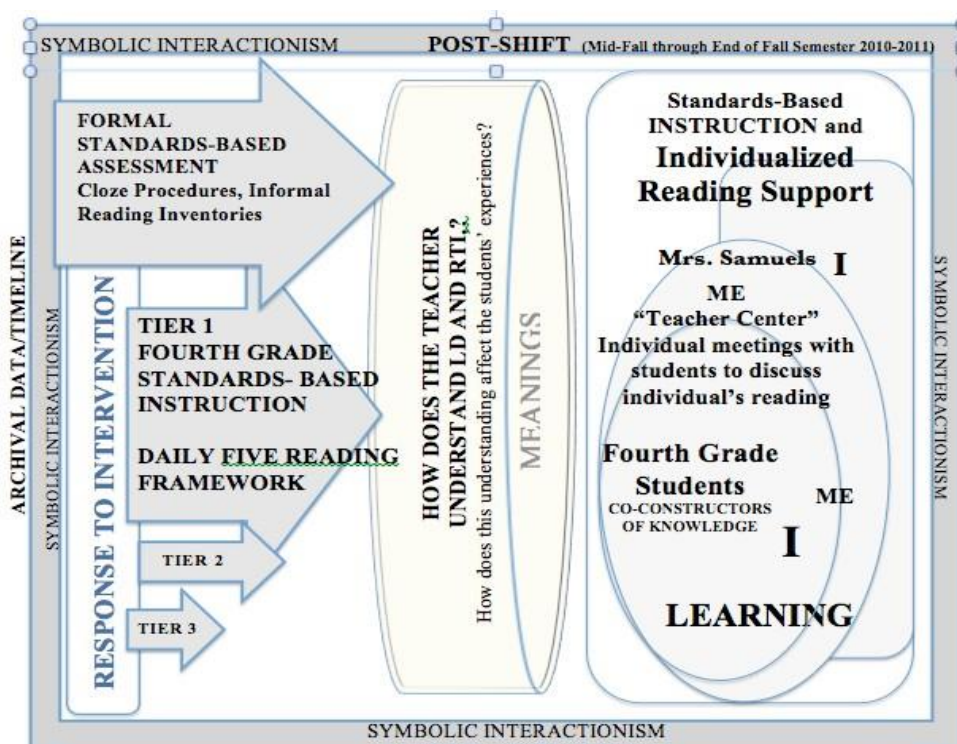 SYMBOLIC INTERACTIONISM
POST-SHIFT (Mid-Fall through End of Fall Semester 2010-2011)
ARCHIVAL DATA/TIMELINE
SYMBOLIC INTERACTIONISM
FORMAL
STANDARDS-BASED
ASSESSMENT
Cloze Procedures, Informal
Reading Inventories
RESPONSE TO INTERVENTION
TIER 1
FOURTH GRADE
STANDARDS- BASED
INSTRUCTION
DAILY FIVE READING
FRAMEWORK
TIER 2
TIER 3
HOW DOES THE TEACHER
UNDERSTAND LD AND RTI,?
How does this understanding affect the students' experiences?
MEANINGS
Standards-Based
INSTRUCTION and
Individualized
Reading Support
Mrs. Samuels I
ME
“Teacher Center”
Individual meetings with
students to discuss
individual's reading
Fourth Grade
Students
ME
CO-CONSTRUCTORS
OF KNOWLEDGE
I
LEARNING
SYMBOLIC INTERACTIONISM
SYMBOLIC INTERACTIONISM